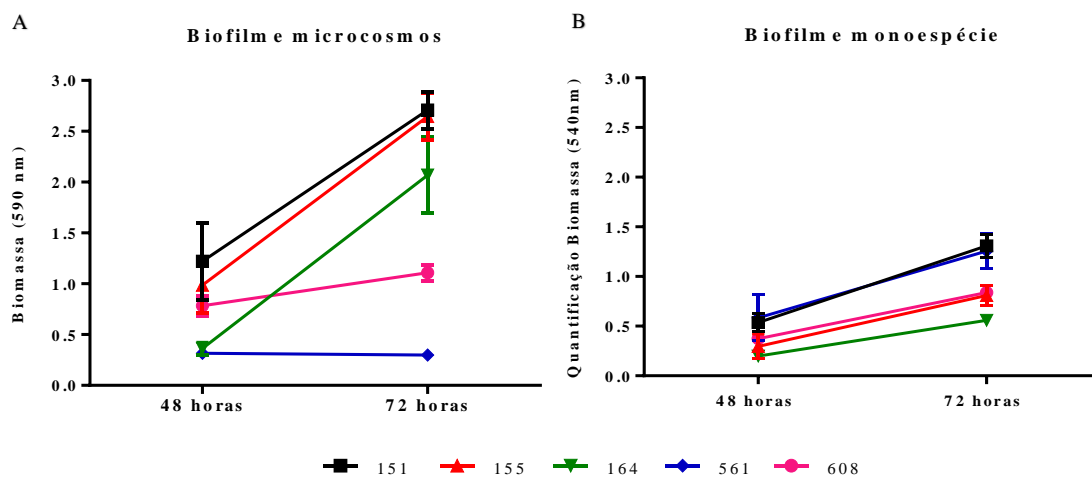 A
Biofilme microcosmos
Biomassa (590 nm)
3.0
2.5
2.0
1.5
1.0
0.5
0.0
48 horas
72 horas
B
Biofilme monoespécie
Quantificação Biomassa (540nm)
3.0
2.5
2.0
1.5
1.0
0.5
0.0
48 horas
72 horas
151
155
164
561
608